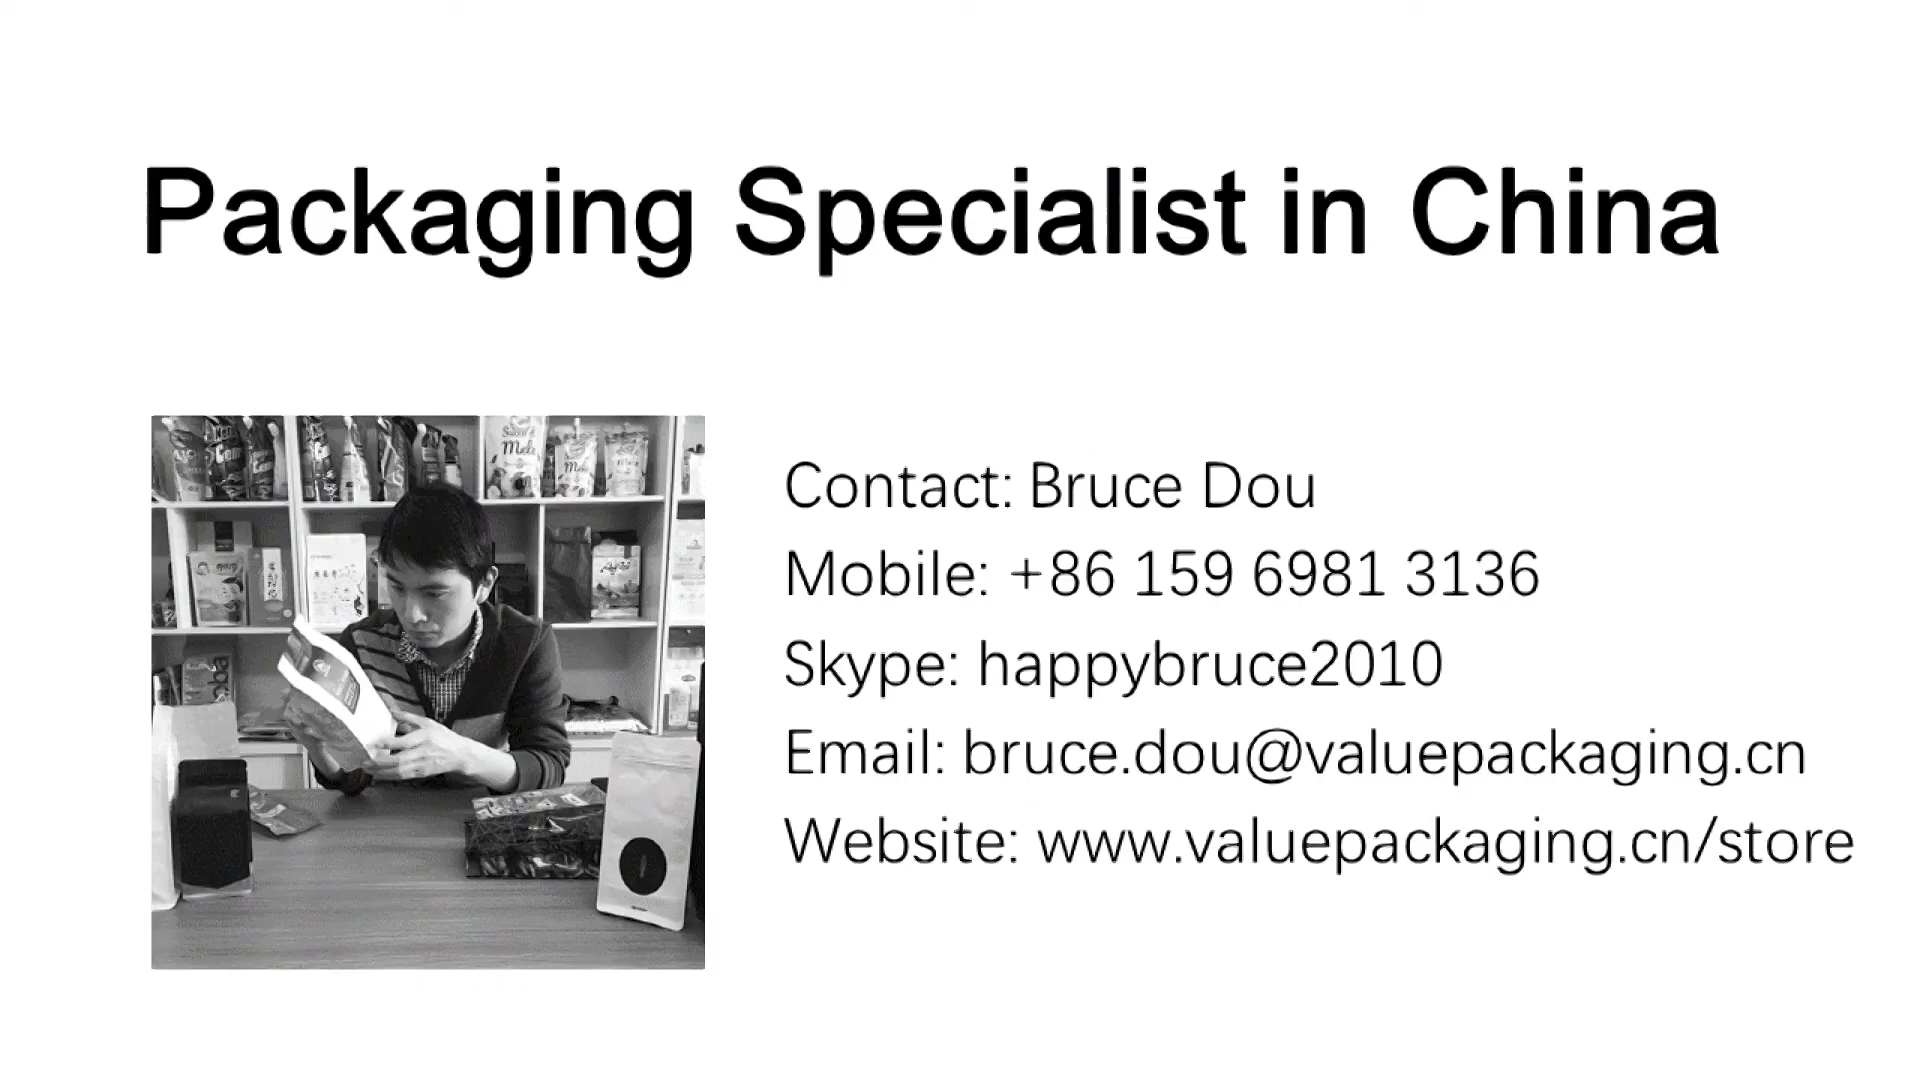 Packaging Specialist in China
Contact: Bruce Dou
Mobile: +86 159 6981 3136
Skype: happybruce2010
Email: bruce.dou@valuepackaging.cn
Website: www.valuepackaging.cn/store